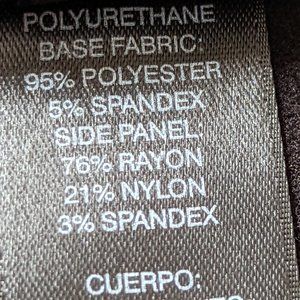 POLYURETHANE
BASE FABRIC:
95% POLYESTER
5% SPANDEX
SIDE PANEL
76% RAYON
21% NYLON
3% SPANDEX
CUERPO: